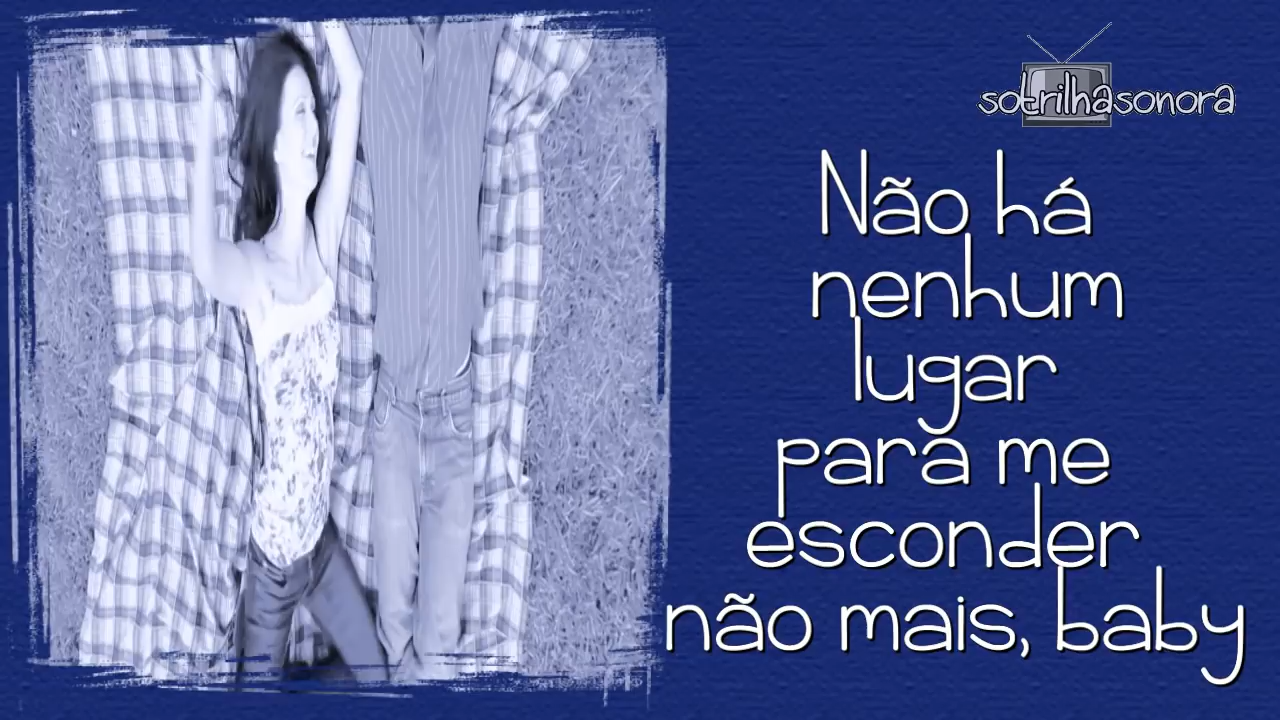 sotrilhasonora
Não há
nenhum
lugar
para me
esconder
não mais, baby